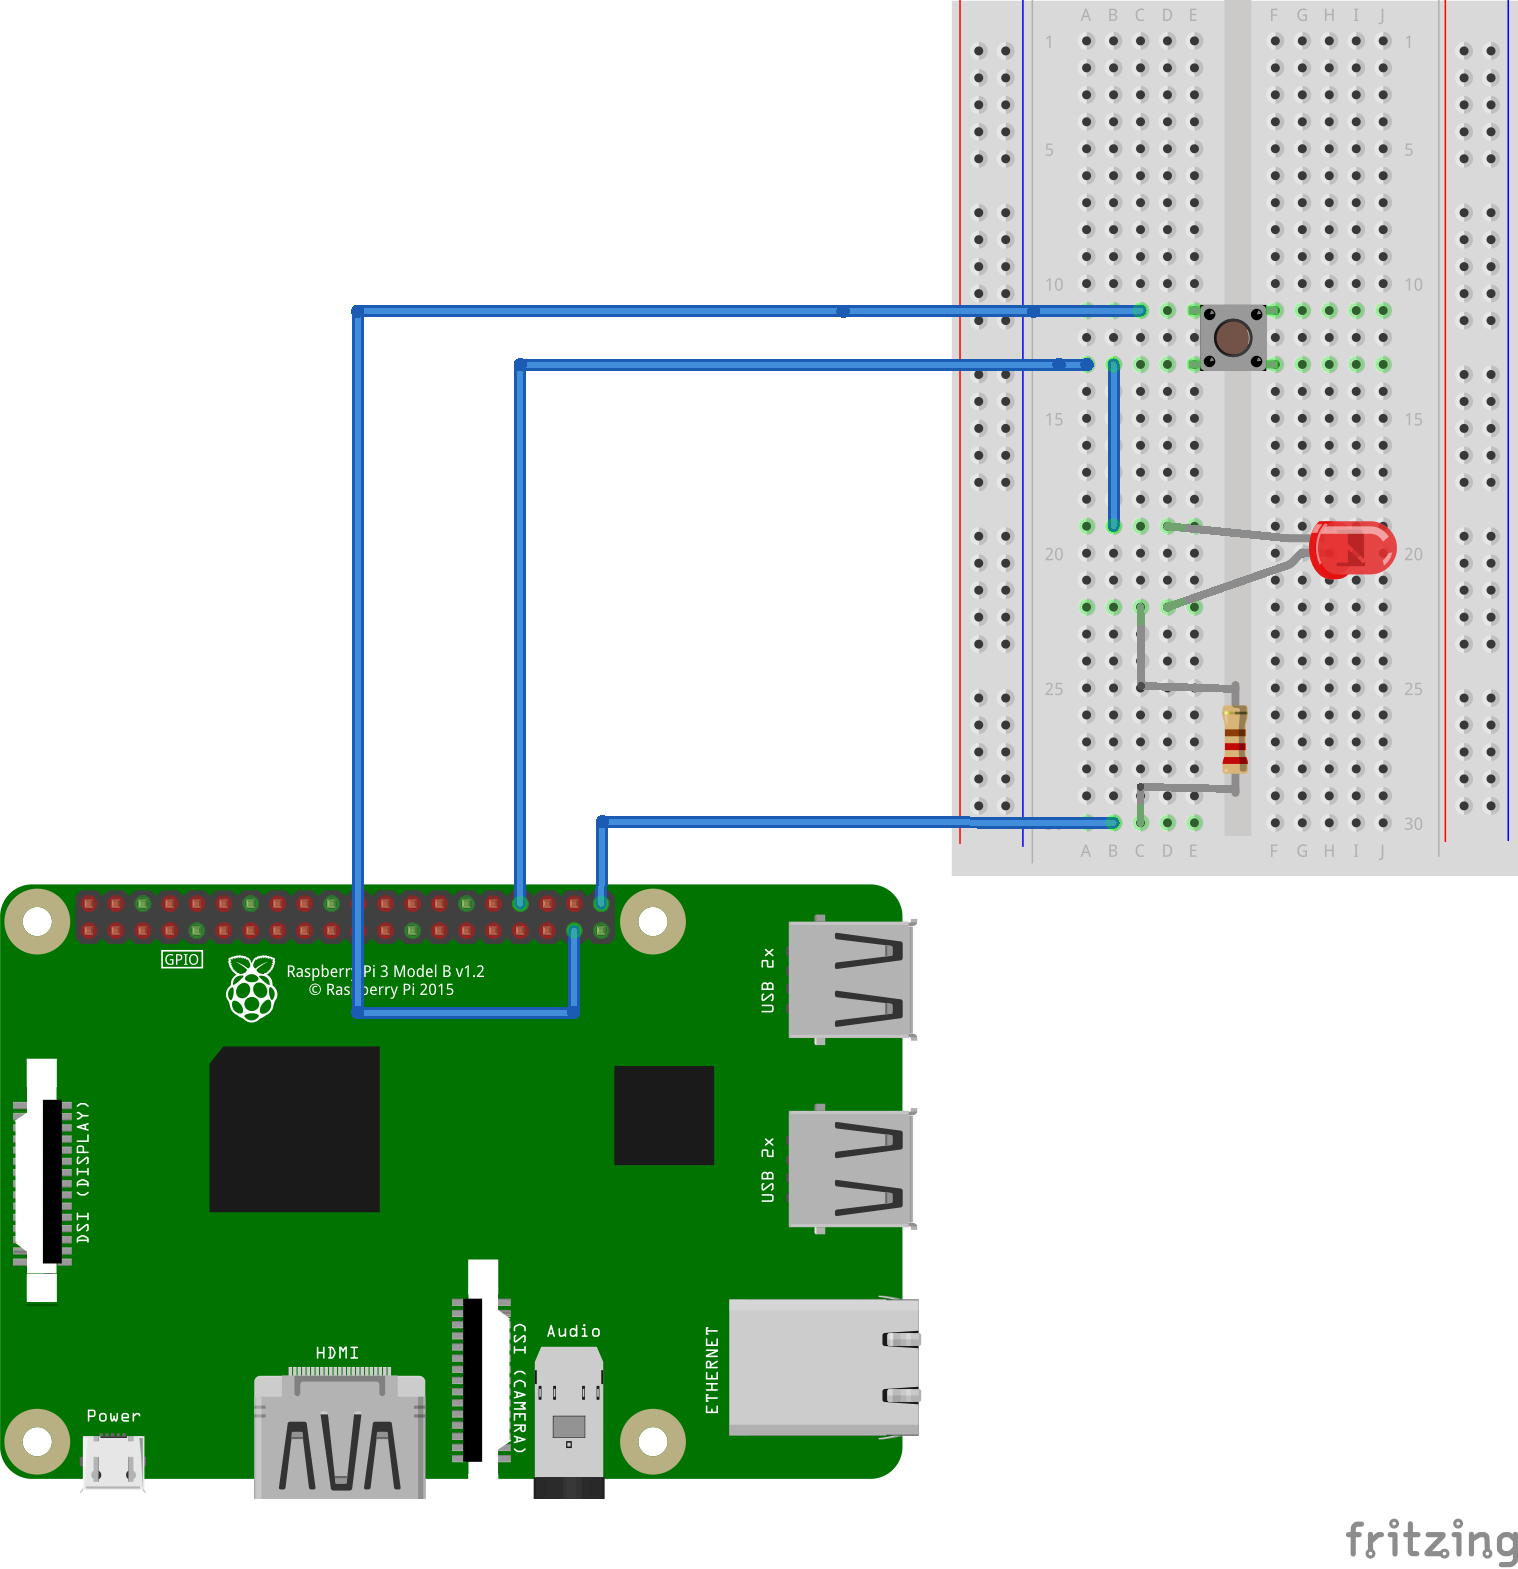 A B C D E F G H I J
1 1
5 5
10 10
15 15
20 20
25 25
30
A B C D E F G H I J
GPIO
Raspberry Pi 3 Model B v1.2
© Raspberry Pi 2015
USB 2x
DSI (DISPLAY)
USB 2x
CSI (CAMERA)
Audio
ETHERNET
HDMI
Power
fritzing